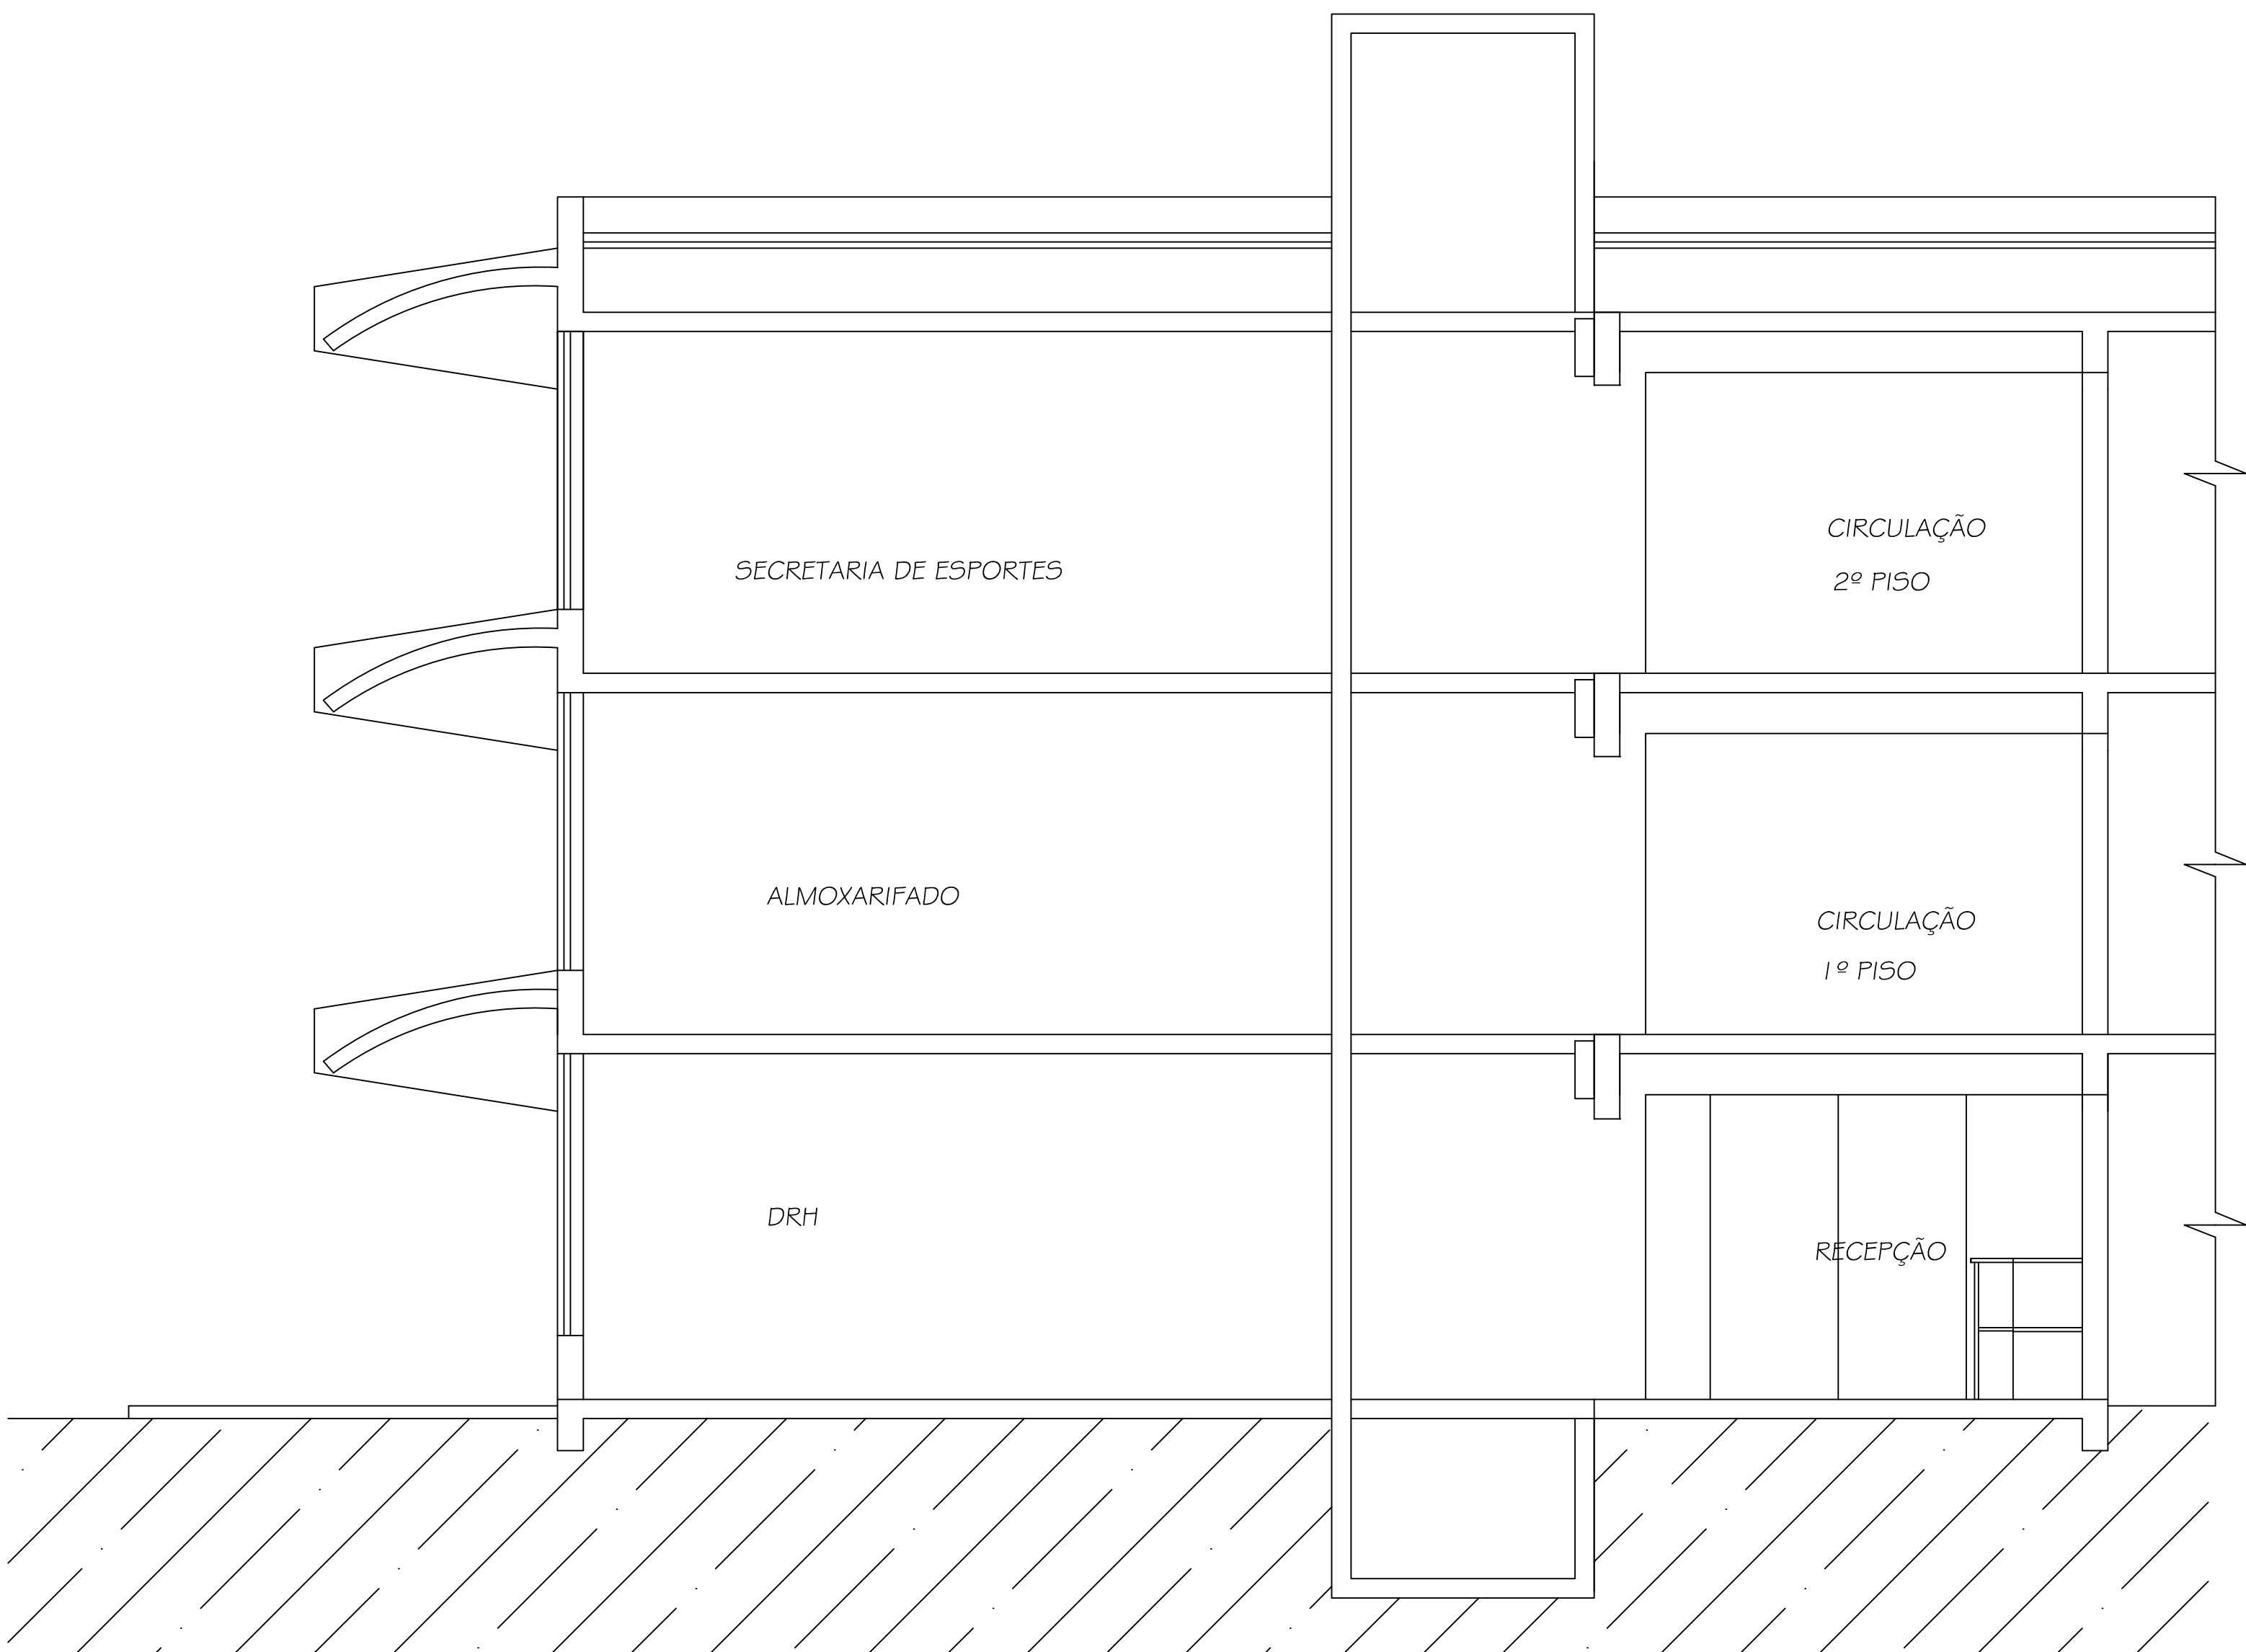 CIRCULAÇÃO
2º PISO
SECRETARIA DE ESPORTES
ALMOXARIFADO
CIRCULAÇÃO
1º PISO
DRH
RECEPÇÃO